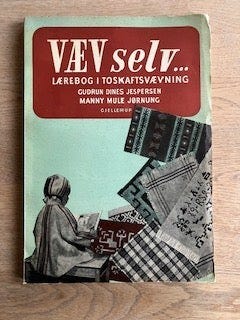 VÆV selv...
LÆREBOG I TOSKAFTSVÆVNING
GUDRUN DINES JESPERSEN
MANNY MULE JØRNUNG
GJELLERUP